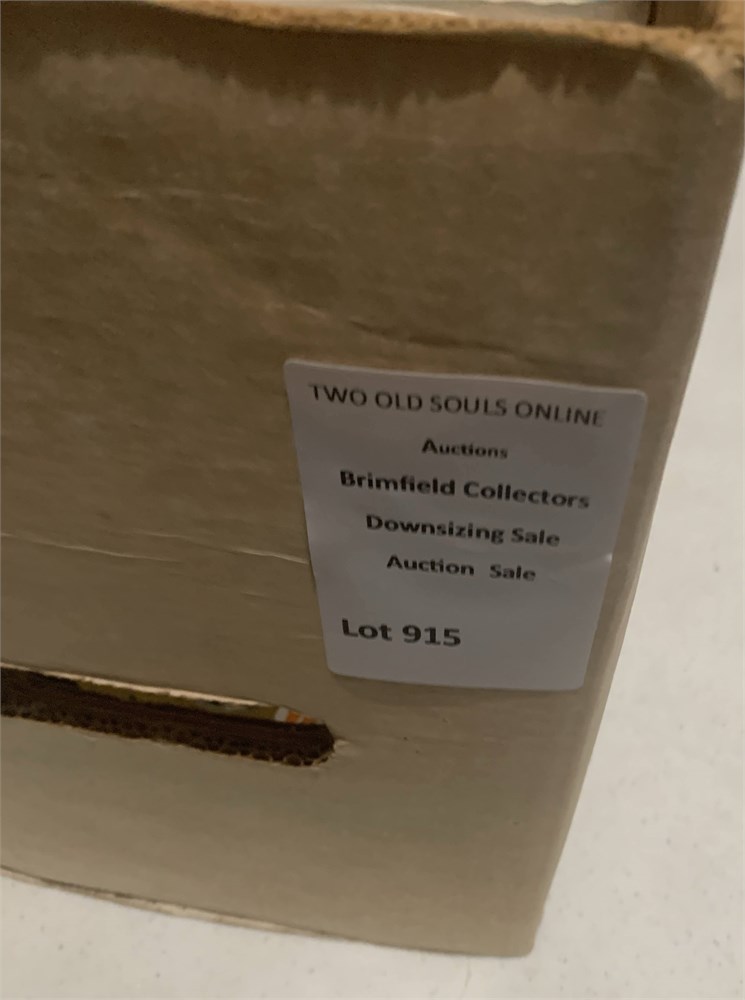 TWO OLD SOULS ONLINE
Auctions
Brimfield Collectors
Downsizing Sale
Auction Sale
Lot 915